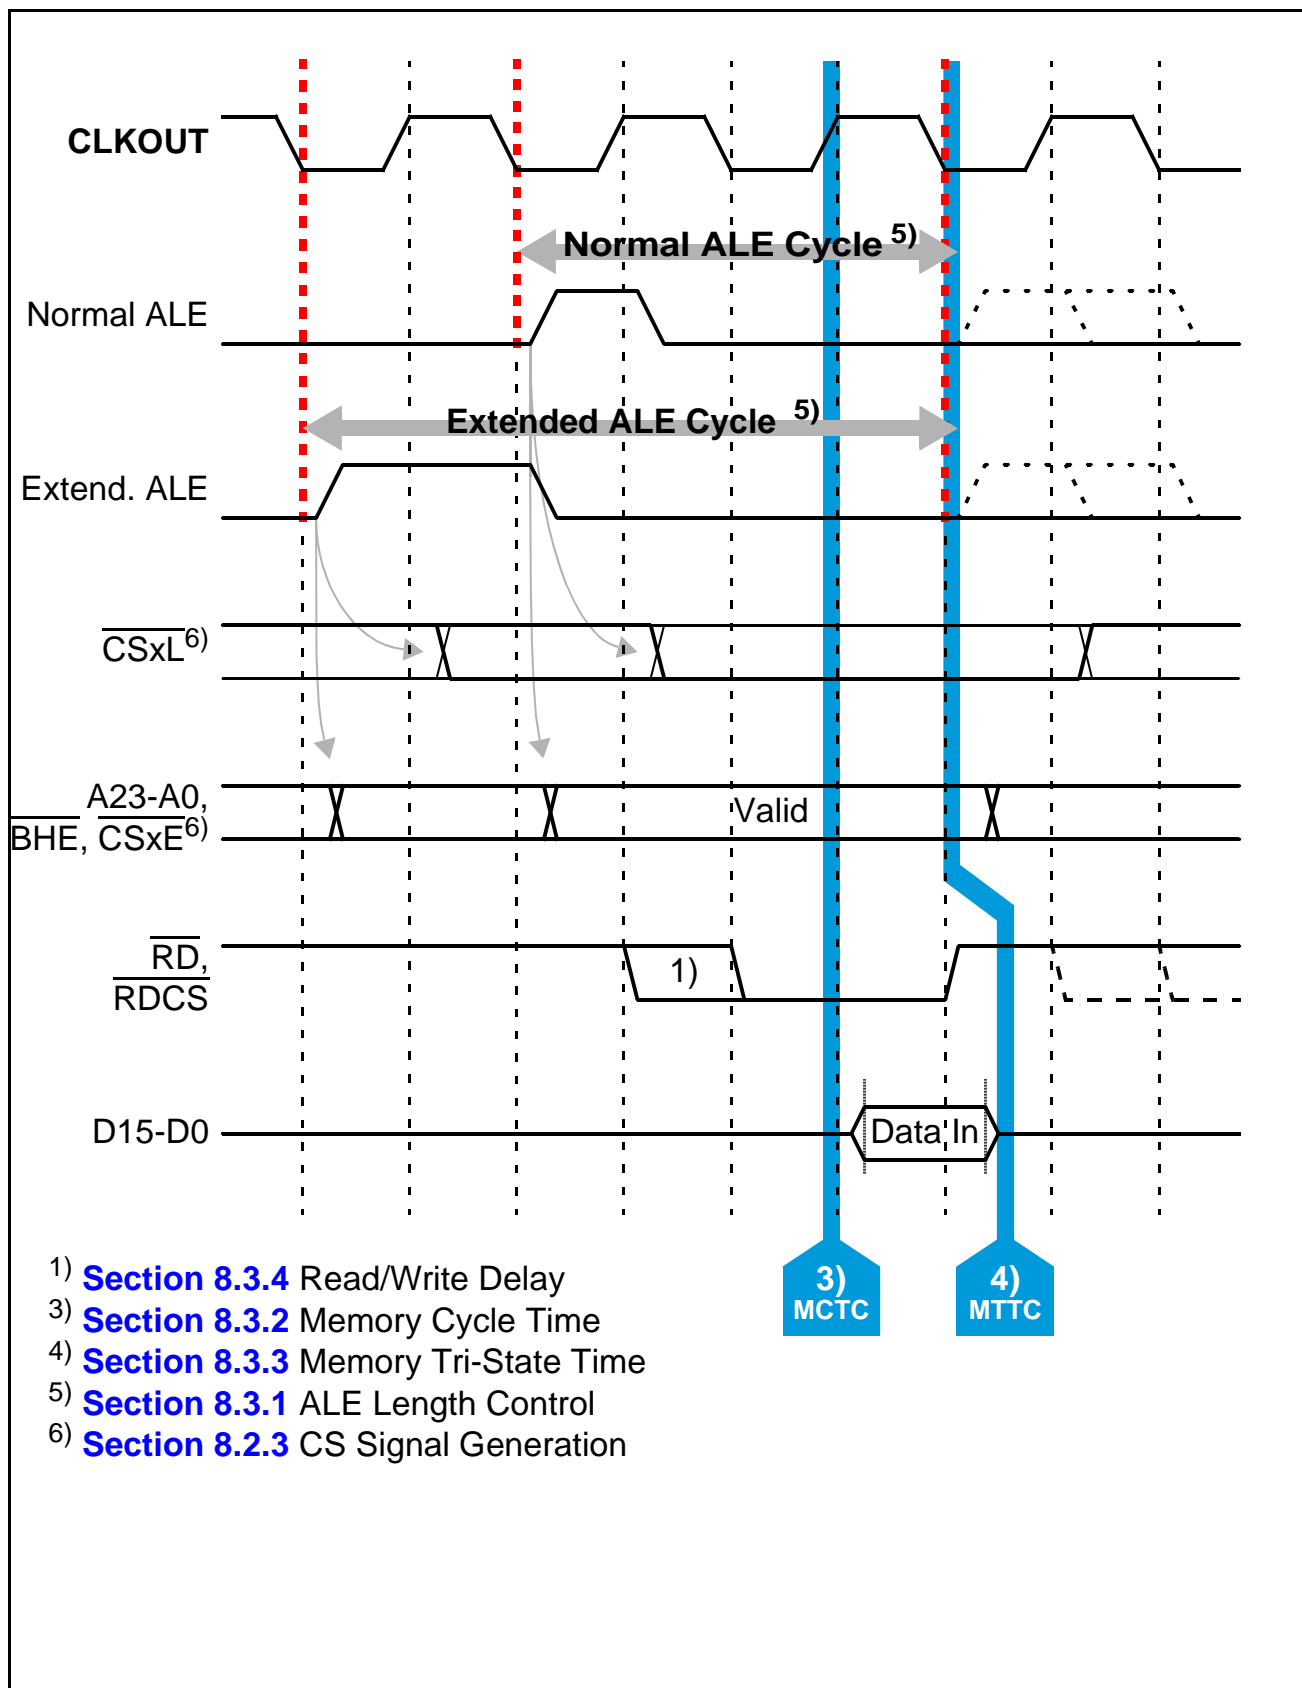 CLKOUT
Normal ALE Cycle 5)
Normal ALE
Extended ALE Cycle 5)
Extend. ALE
CSxL6)
A23-A0,
BHE, CSxE6)
Valid
RD,
RDCS
1)
D15-D0
Data In
3)
MCTC
4)
MTTC
1) Section 8.3.4 Read/Write Delay
3) Section 8.3.2 Memory Cycle Time
4) Section 8.3.3 Memory Tri-State Time
5) Section 8.3.1 ALE Length Control
6) Section 8.2.3 CS Signal Generation